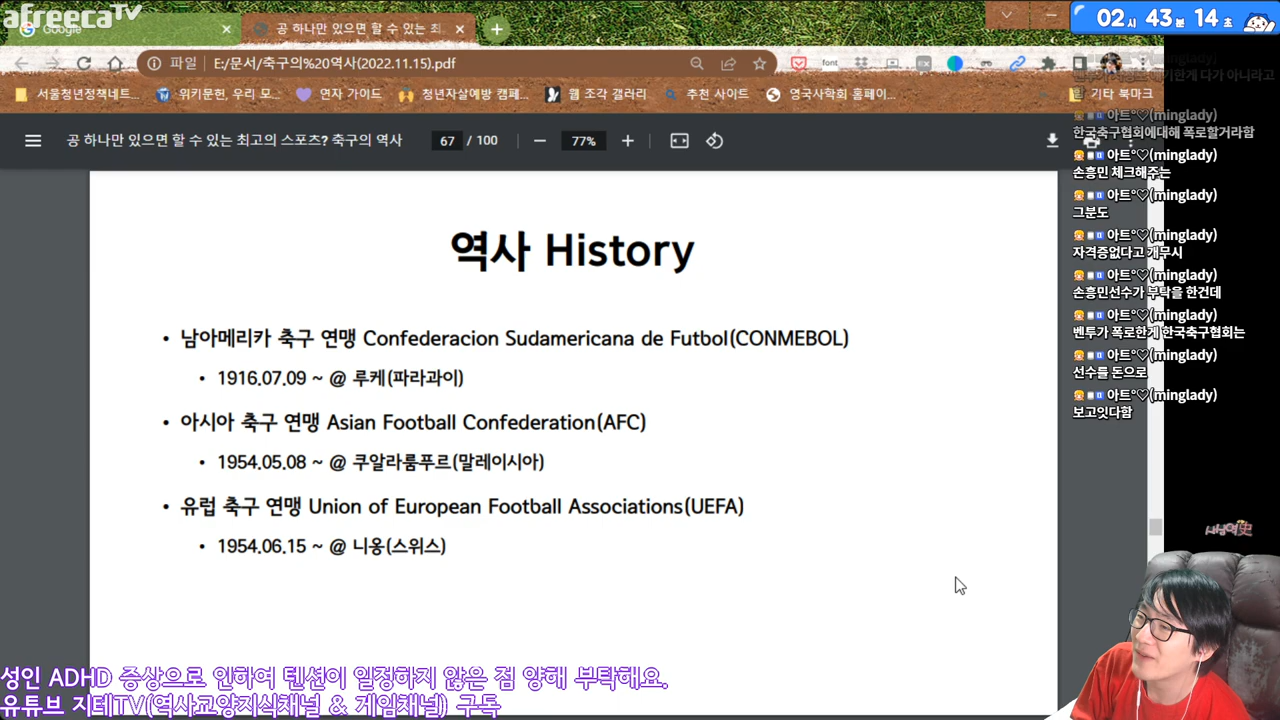 afreecaTV
Google
공 하나만 있으면 할 수 있는 최
02시 43분 14초
파일 E:/문서/축구의%20역사(2022.11.15).pdf
font
서울청년정책네트...
위키문헌, 우리 모...
연자 가이드
청년자살예방 캠페...
웹 조각 갤러리
추천 사이트
영국사학회 홈페이...
기타 북마크
공 하나만 있으면 할 수 있는 최고의 스포츠? 축구의 역사
67 / 100
77%
역사 History
• 남아메리카 축구 연맹 Confederacion Sudamericana de Futbol(CONMEBOL)
• 1916.07.09 ~ @ 루케(파라과이)
• 아시아 축구 연맹 Asian Football Confederation(AFC)
• 1954.05.08 ~ @ 쿠알라룸푸르(말레이시아)
• 유럽 축구 연맹 Union of European Football Associations(UEFA)
• 1954.06.15 ~ @ 니옹(스위스)
한국축구협회에대해 폭로할거라함
아트°♡(minglady)
손흥민 체크해주는
아트°♡(minglady)
그분도
아트°♡(minglady)
자격증없다고 개무시
아트°♡(minglady)
손흥민선수가 부탁을 한건데
아트°♡(minglady)
벤투가 폭로한게 한국축구협회는
아트°♡(minglady)
선수를 돈으로
아트°♡(minglady)
보고잇다함
성인 ADHD 증상으로 인하여 텐션이 일정하지 않은 점 양해 부탁해요.
유튜브 지테TV(역사교양지식채널 & 게임채널) 구독